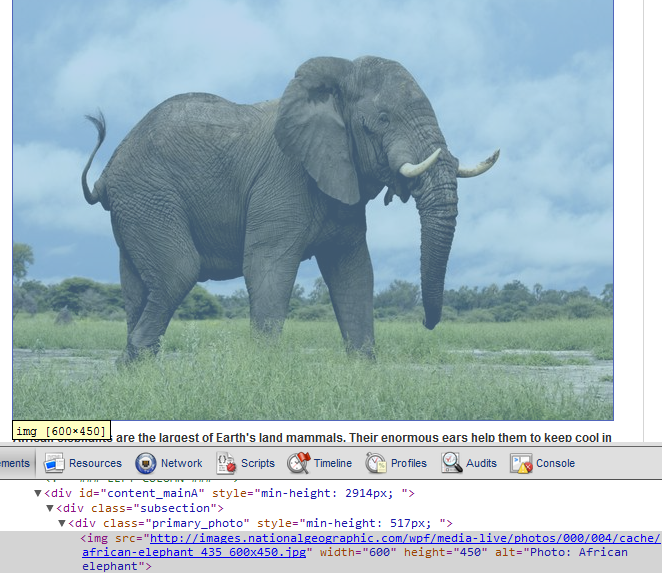 img [600×450]
African elephants are the largest of Earth's land mammals. Their enormous ears help them to keep cool in
ements Resources Network Scripts Timeline Profiles Audits Console
▼<div id="content_mainA" style="min-height: 2914px; ">
▼<div class="subsection">
▼<div class="primary_photo" style="min-height: 517px; ">
<img src="http://images.nationalgeographic.com/wpf/media-live/photos/000/004/cache/
african-elephant_435_600x450.jpg" width="600" height="450" alt="Photo: African
elephant">